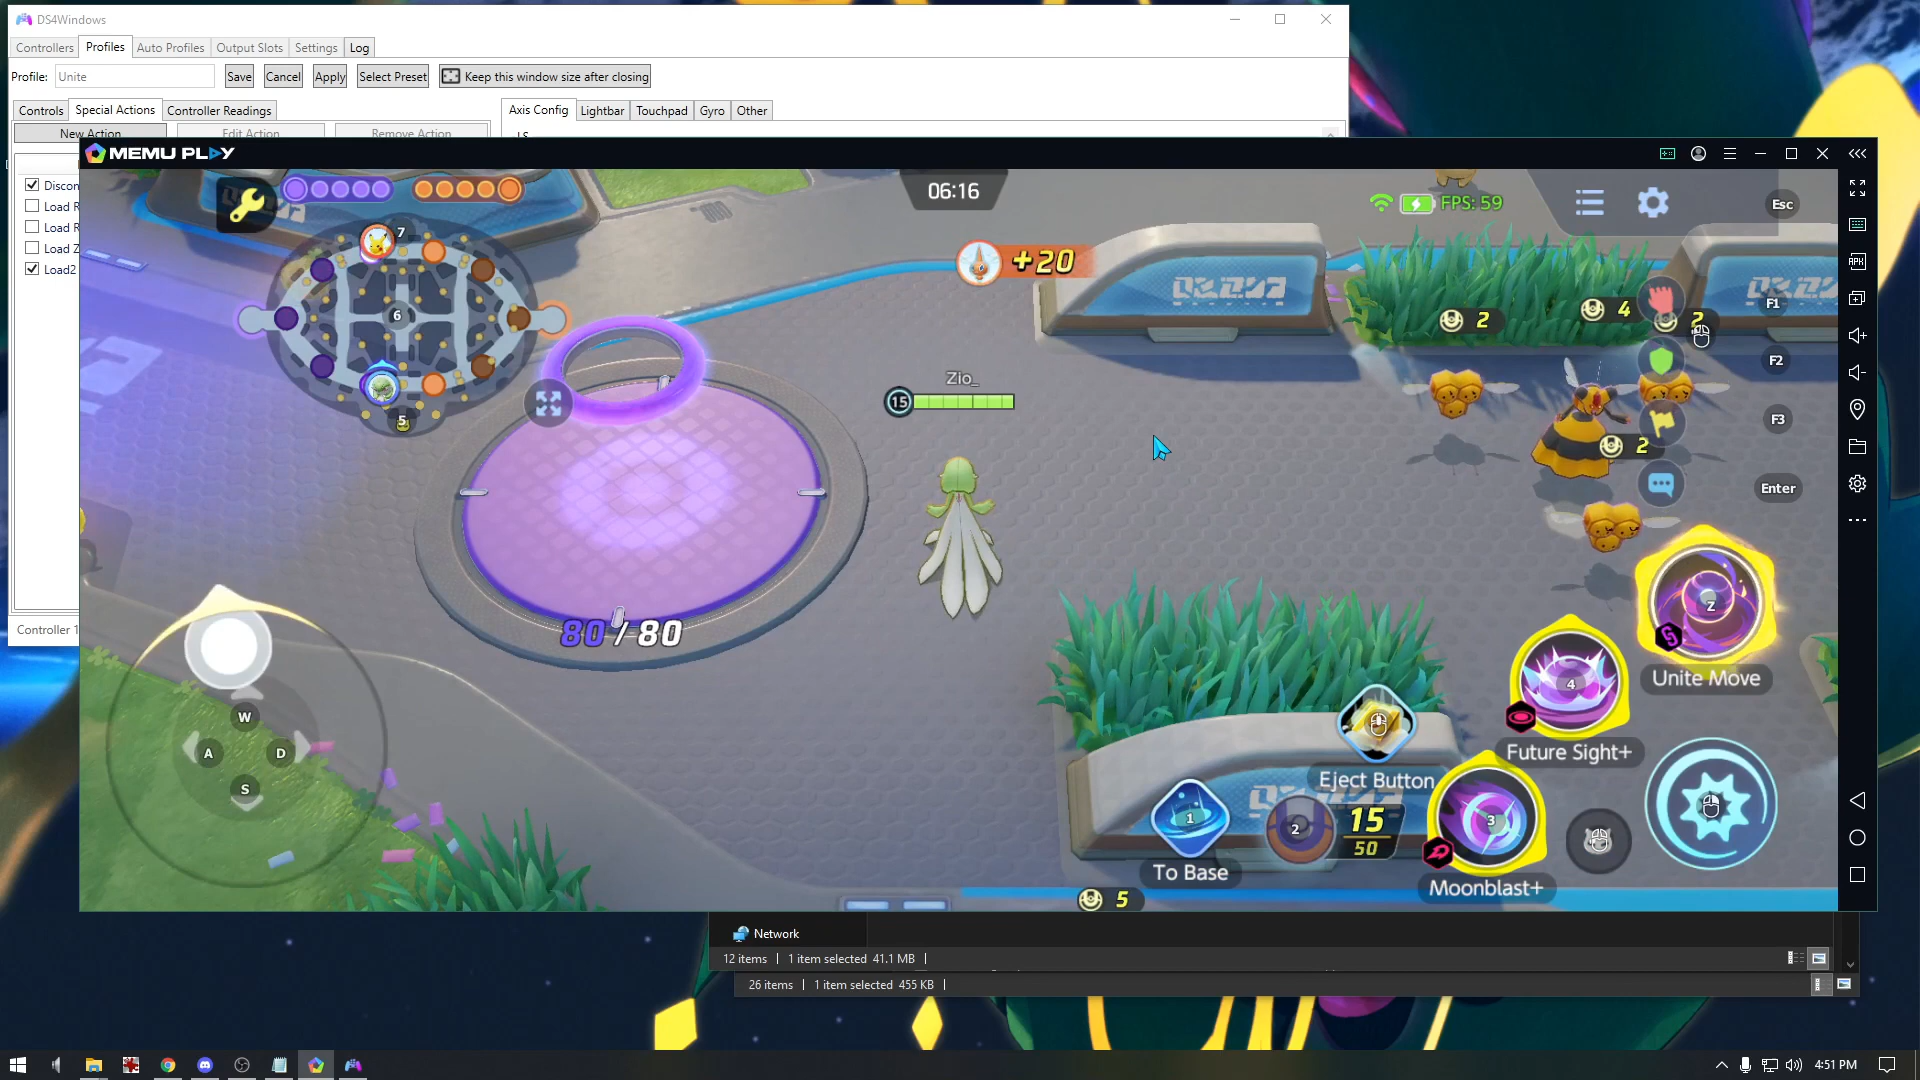 DS4Windows
Controllers Profiles Auto Profiles Output Slots Settings Log
Profile: Unite Save Cancel Apply Select Preset Keep this window size after closing
Controls Special Actions Controller Readings Axis Config Lightbar Touchpad Gyro Other
New Action Edit Action Remove Action LS
MEMU PLAY
Discon
Load R
Load R
Load Z
Load2
Controller 1
06:16
FPS: 59
Esc
7
6
5
+20
2
4
2
F1
F2
Zio_
15
F3
2
Enter
80/80
Z
Unite Move
W
A D
S
4
Future Sight+
Eject Button
1
To Base
2
15
50
3
Moonblast+
5
APK
Network
12 items 1 item selected 41.1 MB
26 items 1 item selected 455 KB
4:51 PM